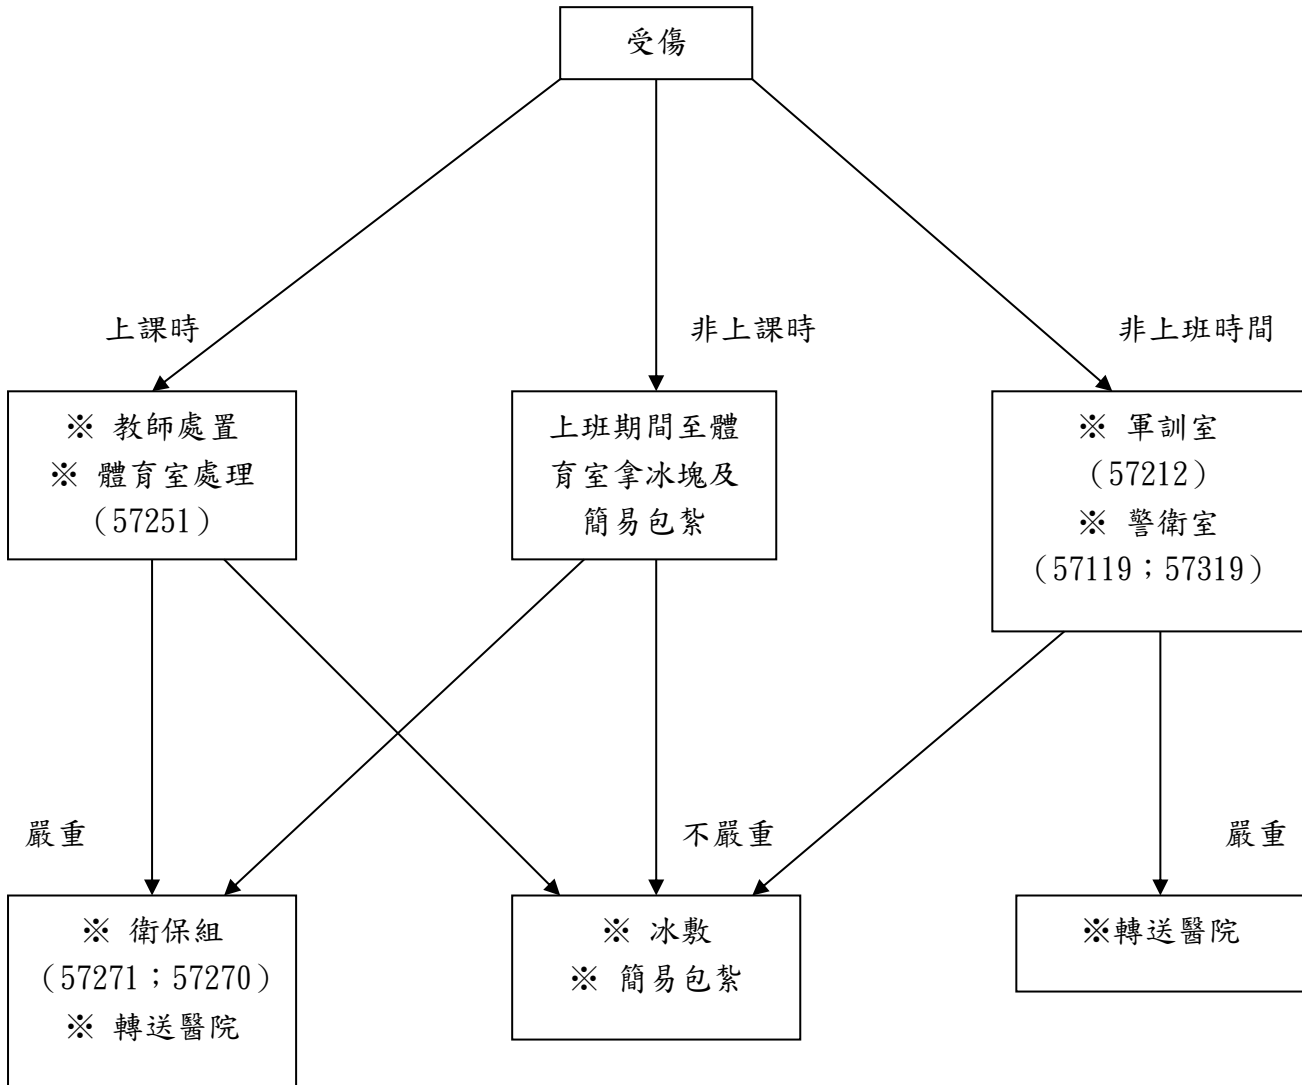 受傷
上課時
非上課時
非上班時間
※ 教師處置
※ 體育室處理
（57251）
上班期間至體
育室拿冰塊及
簡易包紮
※ 軍訓室
（57212）
※ 警衛室
（57119；57319）
嚴重
不嚴重
嚴重
※ 衛保組
（57271；57270）
※ 轉送醫院
※ 冰敷
※ 簡易包紮
※轉送醫院